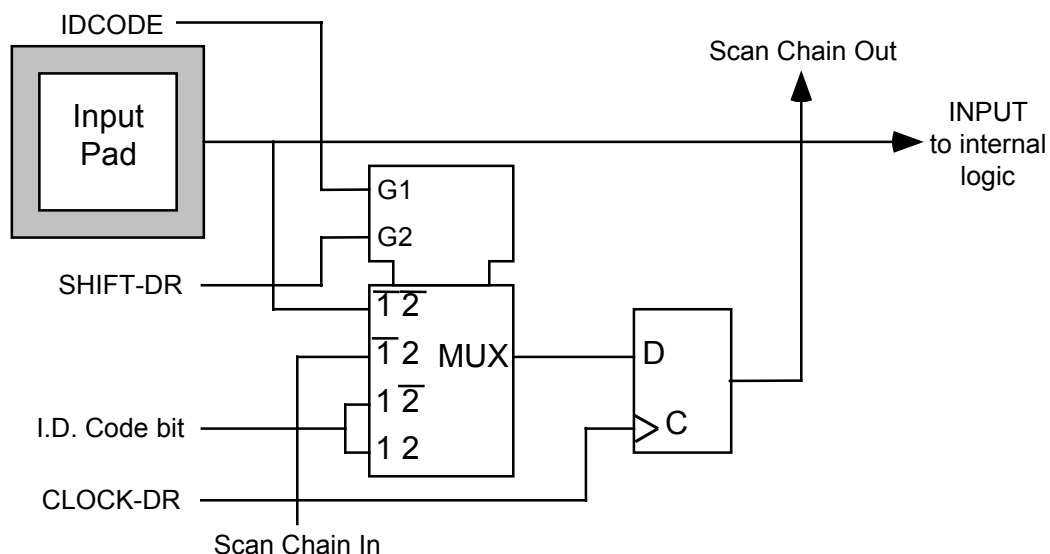 IDCODE
Input
Pad
Scan Chain Out
INPUT
to internal
logic
G1
G2
SHIFT-DR
1̅ 2̅
1̅ 2
MUX
D
1 2̅
I.D. Code bit
C
1 2
CLOCK-DR
Scan Chain In